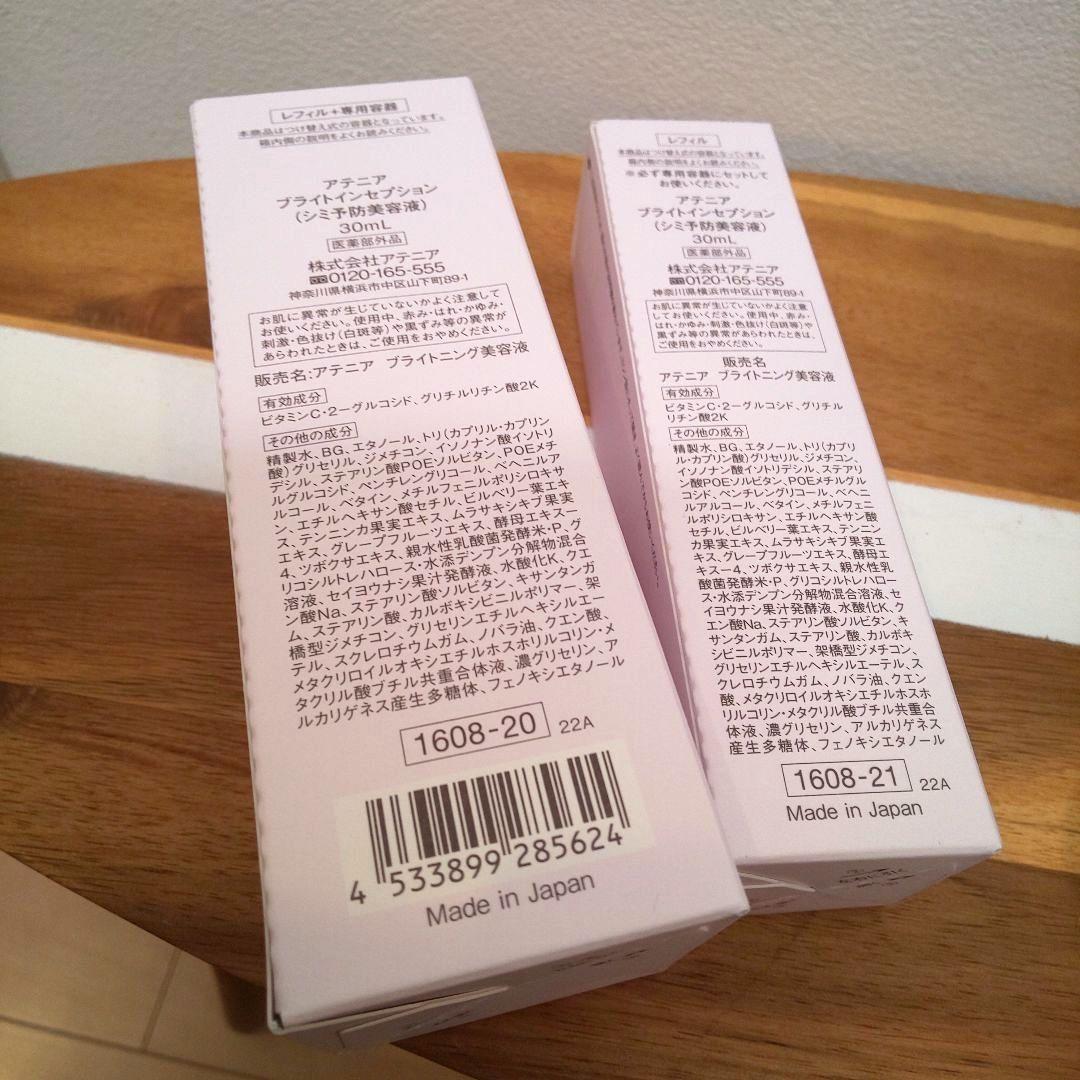 レフィル+専用容器
本商品はつけ替え式の容器となっています。
箱内側の説明をよくお読みください。
アテニア
ブライトインセプション
(シミ予防美容液)
30mL
医薬部外品
株式会社アテニア
0120-165-555
神奈川県横浜市中区山下町89-1
お肌に異常が生じていないかよく注意して
お使いください。使用中、赤み・はれ・かゆみ・
刺激・色抜け(白斑等)や黒ずみ等の異常が
あらわれたときは、ご使用をおやめください。
販売名:アテニア ブライトニング美容液
有効成分
ビタミンC・2ーグルコシド、グリチルリチン酸2K
その他の成分
精製水、BG、エタノール、トリ(カプリル・カプリン
酸)グリセリル、ジメチコン、イソノナン酸イソトリ
デシル、ステアリン酸POEソルビタン、POEメチ
ルグルコシド、ペンチレングリコール、ベヘニルア
ルコール、ベタイン、メチルフェニルポリシロキサ
ン、エチルヘキサン酸セチル、ビルベリー葉エキ
ス、テンニンカ果実エキス、ムラサキシキブ果実
エキス、グレープフルーツエキス、酵母エキスー
4、ツボクサエキス、親水性乳酸菌発酵米・P、グ
リコシルトレハロース・水添デンプン分解物混合
溶液、セイヨウナシ果汁発酵液、水酸化K、クエ
ン酸Na、ステアリン酸ソルビタン、キサンタンガ
ム、ステアリン酸、カルボキシビニルポリマー、架
橋型ジメチコン、グリセリンエチルヘキシルエー
テル、スクレロチウムガム、ノバラ油、クエン酸、
メタクリロイルオキシエチルホスホリルコリン・メ
タクリル酸ブチル共重合体液、濃グリセリン、ア
ルカリゲネス産生多糖体、フェノキシエタノール
1608-20 22A
4 533899 285624
Made in Japan
レフィル
本商品はつけ替え式の容器となっています。
箱内側の説明をよくお読みください。
※必ず専用容器にセットして
お使いください。
アテニア
ブライトインセプション
(シミ予防美容液)
30mL
医薬部外品
株式会社アテニア
0120-165-555
神奈川県横浜市中区山下町89-1
お肌に異常が生じていないかよく注意
してお使いください。使用中、赤み・
はれ・かゆみ・刺激・色抜け(白斑等)や
黒ずみ等の異常があらわれたときは、
ご使用をおやめください。
販売名
アテニア ブライトニング美容液
有効成分
ビタミンC・2ーグルコシド、グリチル
リチン酸2K
その他の成分
精製水、BG、エタノール、トリ(カプリ
ル・カプリン酸)グリセリル、ジメチコン、
イソノナン酸イソトリデシル、ステアリ
ン酸POEソルビタン、POEメチルグル
コシド、ペンチレングリコール、ベヘニ
ルアルコール、ベタイン、メチルフェニ
ルポリシロキサン、エチルヘキサン酸
セチル、ビルベリー葉エキス、テンニン
カ果実エキス、ムラサキシキブ果実エ
キス、グレープフルーツエキス、酵母エ
キスー4、ツボクサエキス、親水性乳
酸菌発酵米・P、グリコシルトレハロー
ス・水添デンプン分解物混合溶液、セ
イヨウナシ果汁発酵液、水酸化K、ク
エン酸Na、ステアリン酸ソルビタン、キ
サンタンガム、ステアリン酸、カルボキ
シビニルポリマー、架橋型ジメチコン、
グリセリンエチルヘキシルエーテル、ス
クレロチウムガム、ノバラ油、クエン
酸、メタクリロイルオキシエチルホスホ
リルコリン・メタクリル酸ブチル共重合
体液、濃グリセリン、アルカリゲネス
産生多糖体、フェノキシエタノール
1608-21 22A
Made in Japan